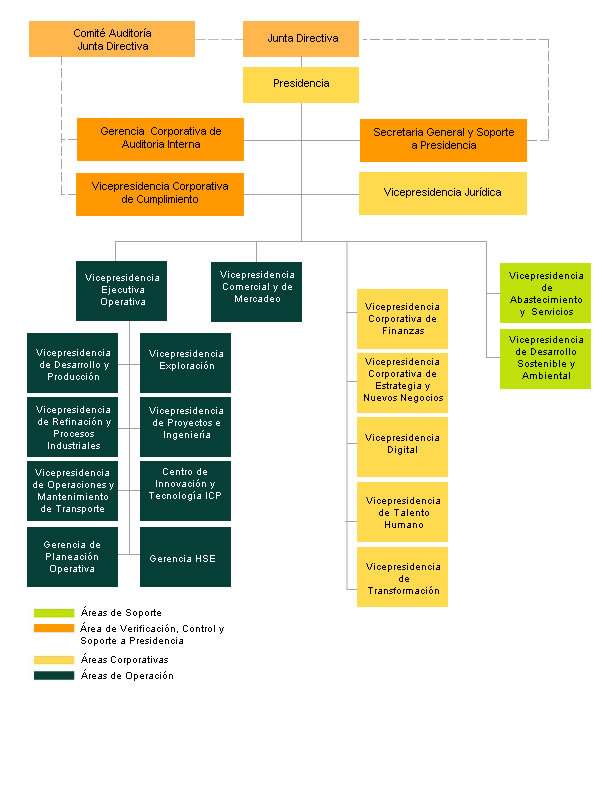 Comité Auditoría
Junta Directiva
Junta Directiva
Presidencia
Gerencia Corporativa de
Auditoria Interna
Secretaria General y Soporte
a Presidencia
Vicepresidencia Corporativa
de Cumplimiento
Vicepresidencia Jurídica
Vicepresidencia
Ejecutiva
Operativa
Vicepresidencia
Comercial y de
Mercadeo
Vicepresidencia
Corporativa de
Finanzas
Vicepresidencia
de
Abastecimiento
y Servicios
Vicepresidencia
de Desarrollo
Sostenible y
Ambiental
Vicepresidencia
de Desarrollo y
Producción
Vicepresidencia
Exploración
Vicepresidencia
Corporativa de
Estrategia y
Nuevos Negocios
Vicepresidencia
de Refinación y
Procesos
Industriales
Vicepresidencia
de Proyectos e
Ingeniería
Vicepresidencia
Digital
Vicepresidencia
de Operaciones y
Mantenimiento
de Transporte
Centro de
Innovación y
Tecnología ICP
Vicepresidencia
de Talento
Humano
Gerencia de
Planeación
Operativa
Gerencia HSE
Vicepresidencia
de
Transformación
Áreas de Soporte
Área de Verificación, Control y
Soporte a Presidencia
Áreas Corporativas
Áreas de Operación